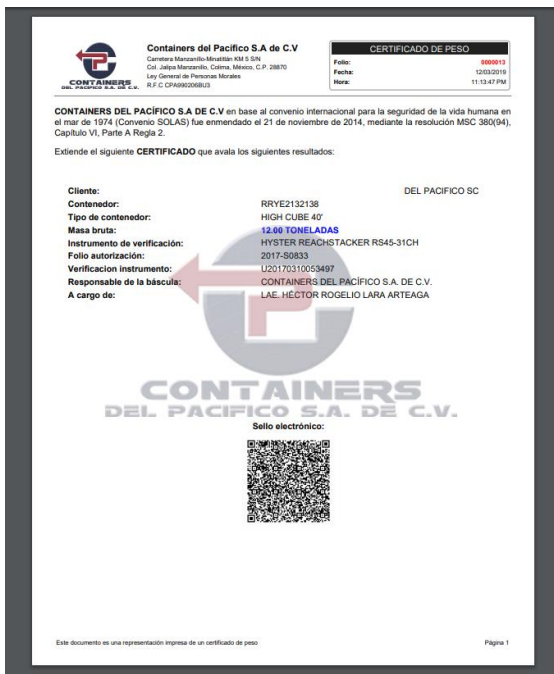 Containers del Pacífico S.A de C.V
Carretera Manzanillo-Minatitlán KM 5 S/N
Col. Jalipa Manzanillo, Colima, México, C.P. 28870
Ley General de Personas Morales
R.F.C CPA990206BU3
CONTAINERS
DEL PACIFICO S.A. DE C.V.
CERTIFICADO DE PESO
Folio: 0000013
Fecha: 12/03/2019
Hora: 11:13:47 PM
CONTAINERS DEL PACÍFICO S.A DE C.V en base al convenio internacional para la seguridad de la vida humana en
el mar de 1974 (Convenio SOLAS) fue enmendado el 21 de noviembre de 2014, mediante la resolución MSC 380(94),
Capítulo VI, Parte A Regla 2.
Extiende el siguiente CERTIFICADO que avala los siguientes resultados:
Cliente: DEL PACIFICO SC
Contenedor: RRYE2132138
Tipo de contenedor: HIGH CUBE 40'
Masa bruta: 12.00 TONELADAS
Instrumento de verificación: HYSTER REACHSTACKER RS45-31CH
Folio autorización: 2017-S0833
Verificacion instrumento: U20170310053497
Responsable de la báscula: CONTAINERS DEL PACÍFICO S.A. DE C.V.
A cargo de: LAE. HÉCTOR ROGELIO LARA ARTEAGA
CONTAINERS
DEL PACIFICO S.A. DE C.V.
Sello electrónico:
Este documento es una representación impresa de un certificado de peso
Página 1